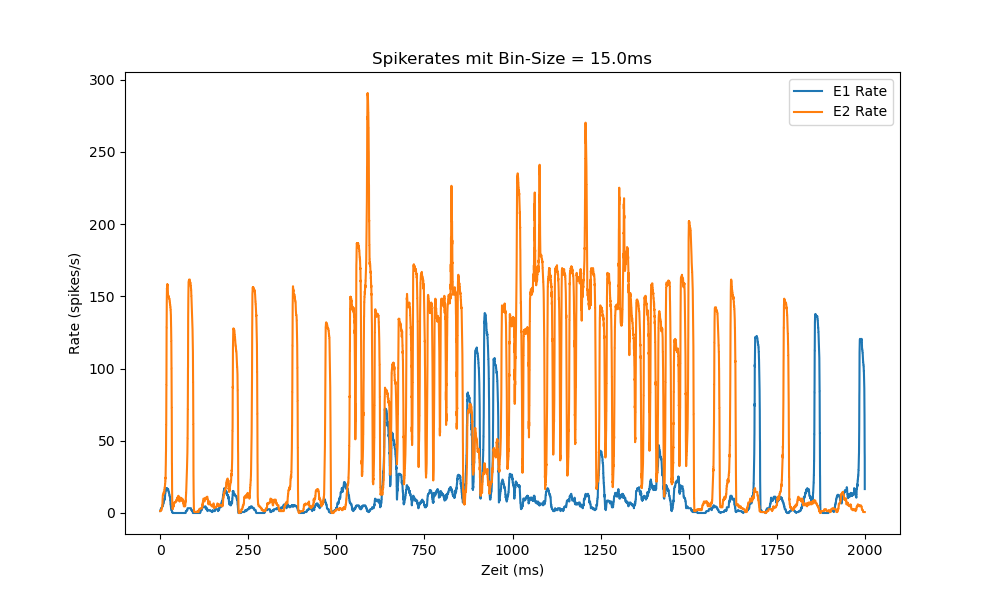 Spikerates mit Bin-Size = 15.0ms
E1 Rate
E2 Rate
Rate (spikes/s)
300
250
200
150
100
50
0
0 250 500 750 1000 1250 1500 1750 2000
Zeit (ms)